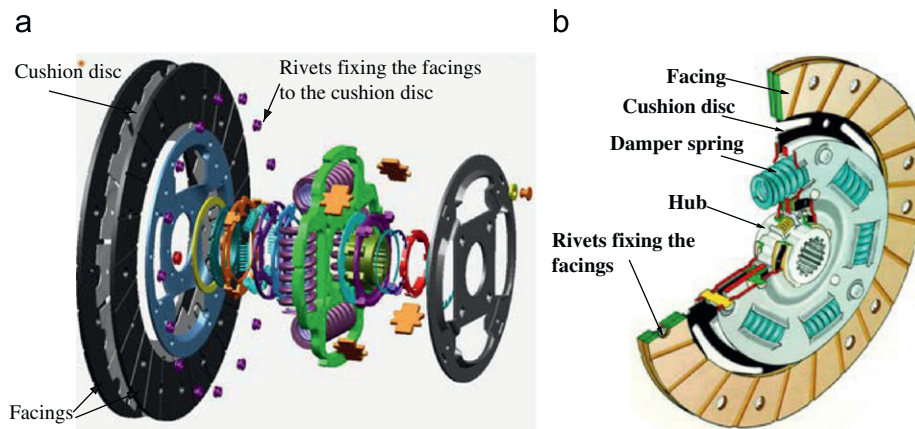 a
Cushion disc
Rivets fixing the facings
to the cushion disc
Facings
b
Facing
Cushion disc
Damper spring
Hub
Rivets fixing the
facings